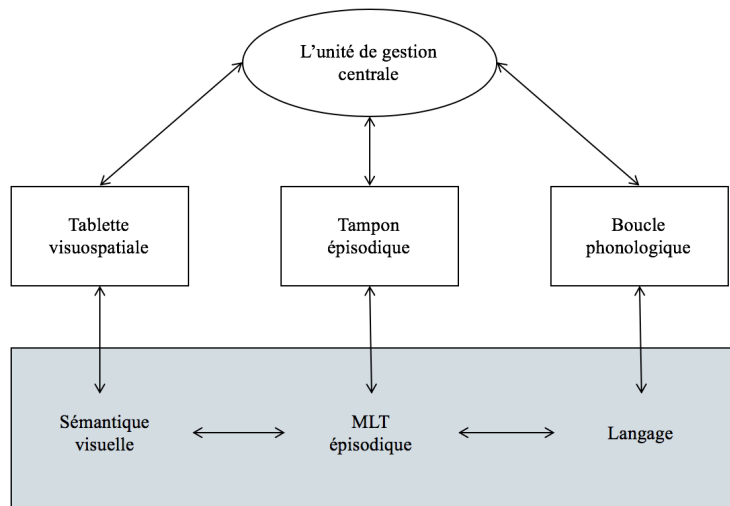 L’unité de gestion
centrale
Tablette
visuospatiale
Tampon
épisodique
Boucle
phonologique
Sémantique
visuelle
MLT
épisodique
Langage